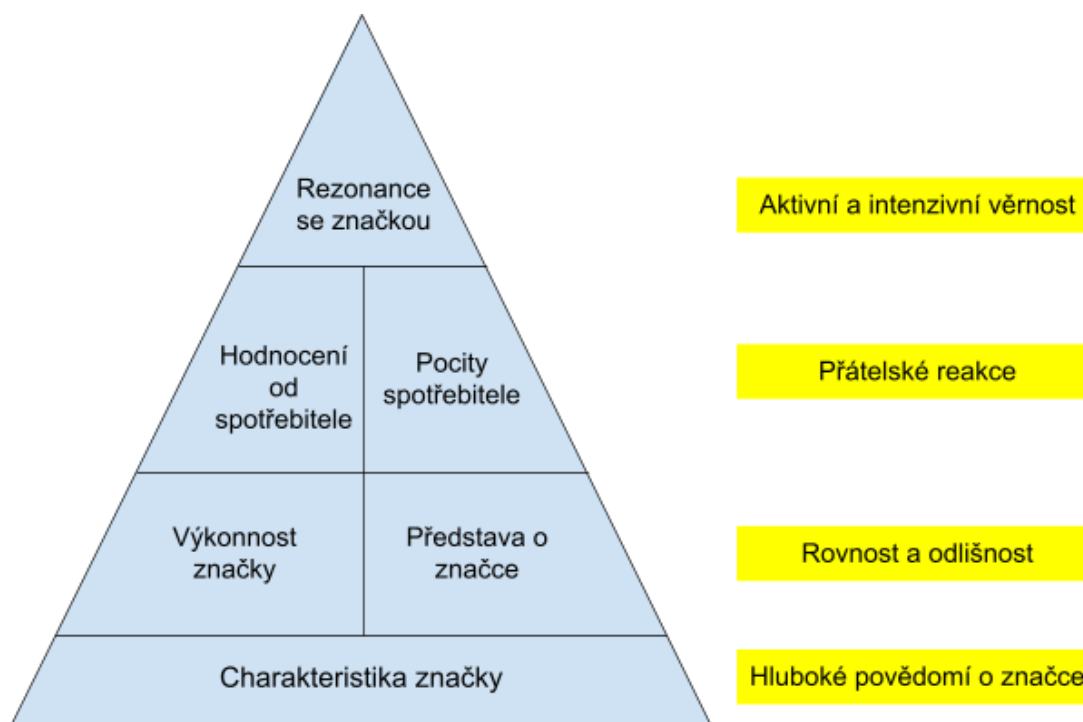 Rezonance
se značkou
Aktivní a intenzivní věrnost
Hodnocení
od
spotřebitele
Pocity
spotřebitele
Přátelské reakce
Výkonnost
značky
Představa o
značce
Rovnost a odlišnost
Charakteristika značky
Hluboké povědomí o značce